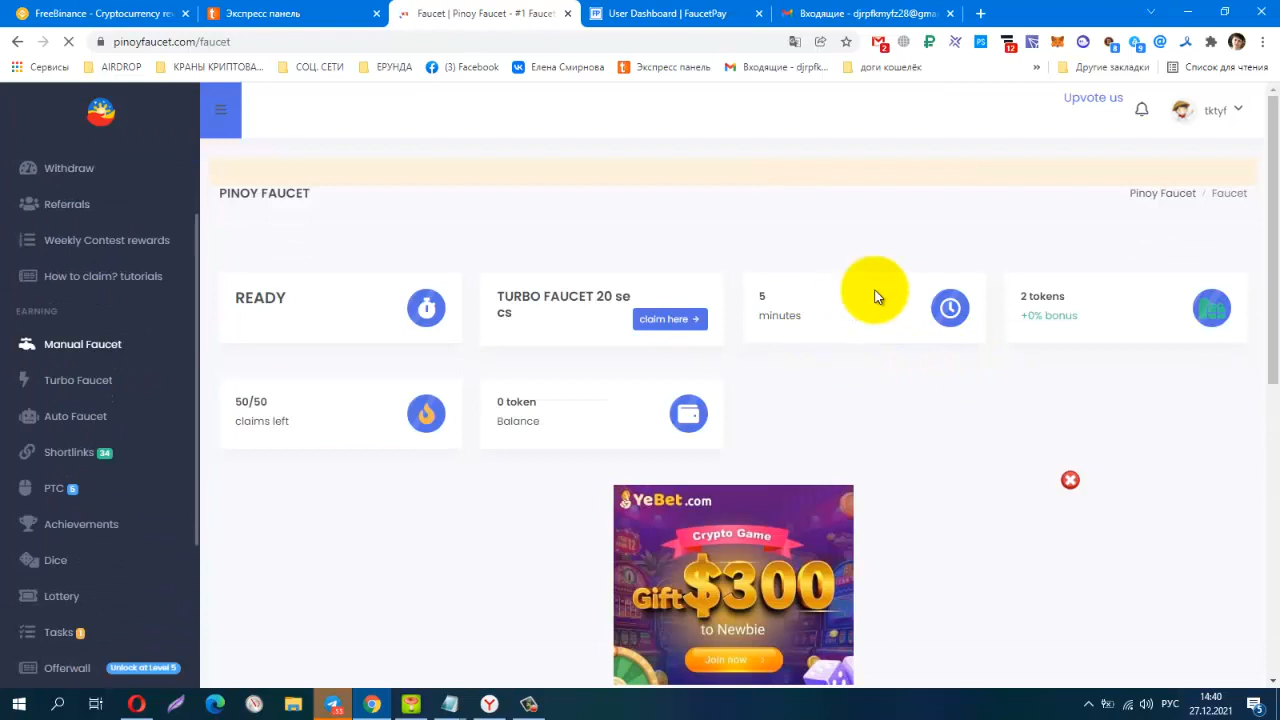 FreeBinance - Cryptocurrency re
Экспресс панель
Faucet | Pinoy Faucet - #1 Faucet
User Dashboard | FaucetPay
Входящие - djrpfkmyfz28@gma
pinoyfaucet.com/faucet
2
12
8
9
Сервисы
AIRDROP
КРАНЫ КРИПТОВА...
СОЦ. СЕТИ
ЕРУНДА
(3) Facebook
Елена Смирнова
Экспресс панель
Входящие - djrpfk...
доги кошелёк
»
Другие закладки
Список для чтения
Upvote us
tktyf
Withdraw
Referrals
Weekly Contest rewards
How to claim? tutorials
EARNING
Manual Faucet
Turbo Faucet
Auto Faucet
Shortlinks 34
PTC 5
Achievements
Dice
Lottery
Tasks 1
Offerwall Unlock at Level 5
PINOY FAUCET
Pinoy Faucet / Faucet
READY
TURBO FAUCET 20 se
cs
claim here →
5
minutes
2 tokens
+0% bonus
50/50
claims left
0 token
Balance
YeBet.com
Crypto Game
Gift $300
to Newbie
Join now
55
РУС
14:40
27.12.2021
5